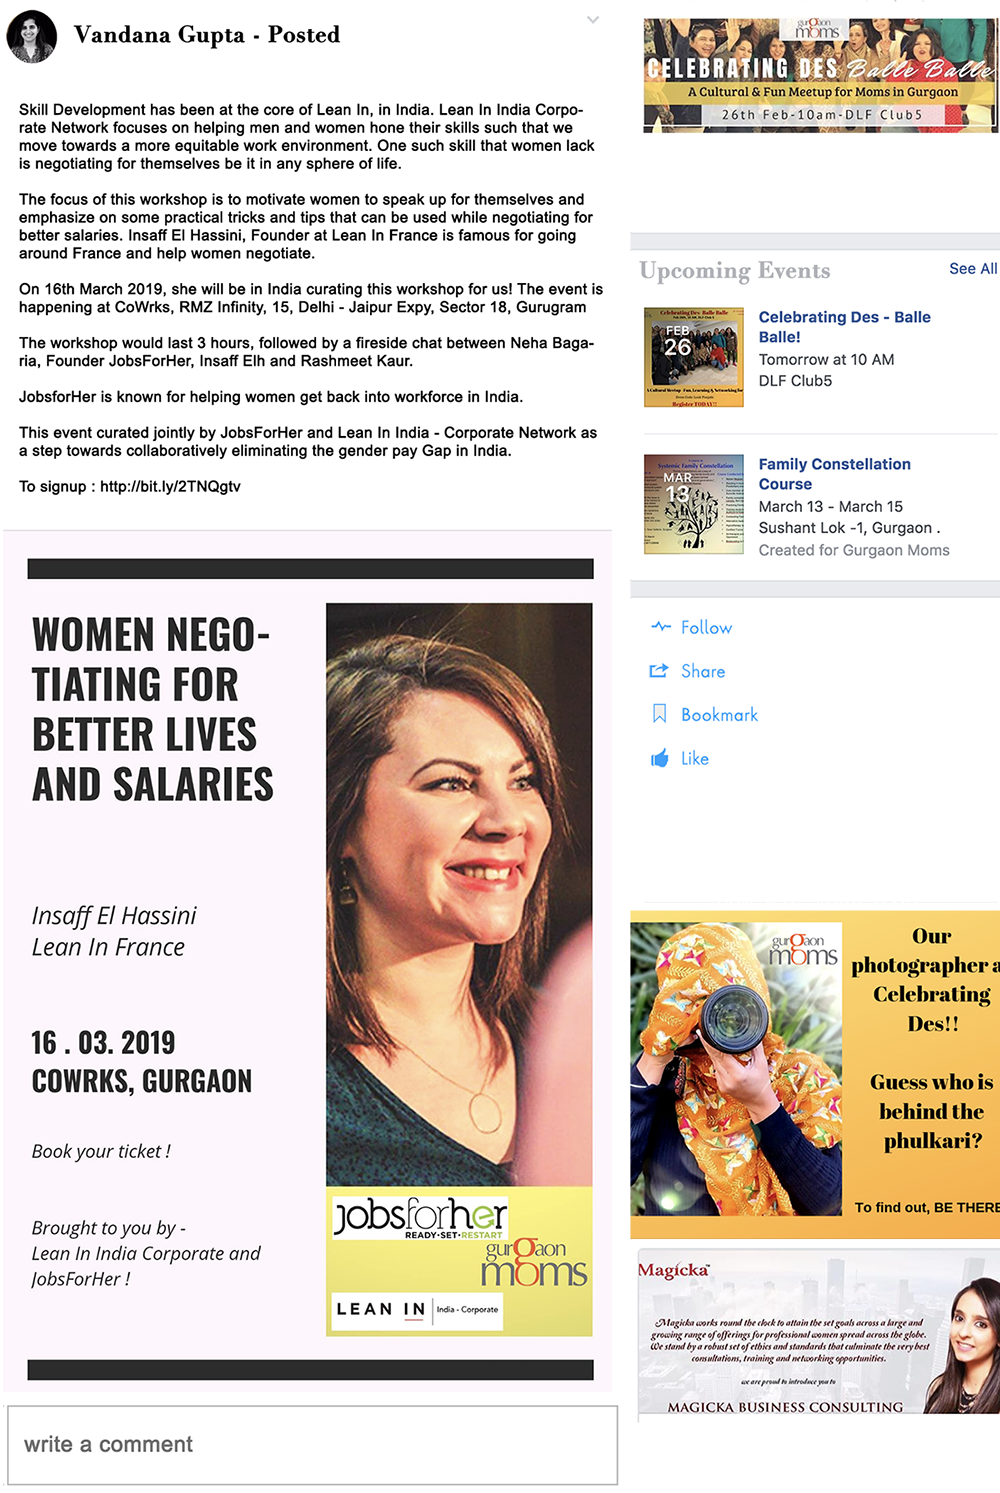 Vandana Gupta - Posted
Skill Development has been at the core of Lean In, in India. Lean In India Corpo-
rate Network focuses on helping men and women hone their skills such that we
move towards a more equitable work environment. One such skill that women lack
is negotiating for themselves be it in any sphere of life.
The focus of this workshop is to motivate women to speak up for themselves and
emphasize on some practical tricks and tips that can be used while negotiating for
better salaries. Insaff El Hassini, Founder at Lean In France is famous for going
around France and help women negotiate.
On 16th March 2019, she will be in India curating this workshop for us! The event is
happening at CoWrks, RMZ Infinity, 15, Delhi - Jaipur Expy, Sector 18, Gurugram
The workshop would last 3 hours, followed by a fireside chat between Neha Baga-
ria, Founder JobsForHer, Insaff Elh and Rashmeet Kaur.
JobsforHer is known for helping women get back into workforce in India.
This event curated jointly by JobsForHer and Lean In India - Corporate Network as
a step towards collaboratively eliminating the gender pay Gap in India.
To signup : http://bit.ly/2TNQgtv
WOMEN NEGO-
TIATING FOR
BETTER LIVES
AND SALARIES
Insaff El Hassini
Lean In France
16 . 03. 2019
COWRKS, GURGAON
Book your ticket !
Brought to you by -
Lean In India Corporate and
JobsForHer !
jobsforher
READY·SET·RESTART
gurgaon
moms
LEAN IN India - Corporate
write a comment
gurgaon
moms
CELEBRATING DES Balle Balle
A Cultural & Fun Meetup for Moms in Gurgaon
26th Feb-10am-DLF Club5
Upcoming Events
See All
Celebrating Des- Balle Balle
FEB
26
Register TODAY!!
Celebrating Des - Balle
Balle!
Tomorrow at 10 AM
DLF Club5
Systemic Family Constellation
MAR
13
Family Constellation
Course
March 13 - March 15
Sushant Lok -1, Gurgaon .
Created for Gurgaon Moms
Follow
Share
Bookmark
Like
gurgaon
moms
Our
photographer a
Celebrating
Des!!
Guess who is
behind the
phulkari?
To find out, BE THERE
Magicka
Magicka works round the clock to attain the set goals across a large and
growing range of offerings for professional women spread across the globe.
We stand by a robust set of ethics and standards that culminate the very best
consultations, training and networking opportunities.
we are proud to introduce you to
MAGICKA BUSINESS CONSULTING